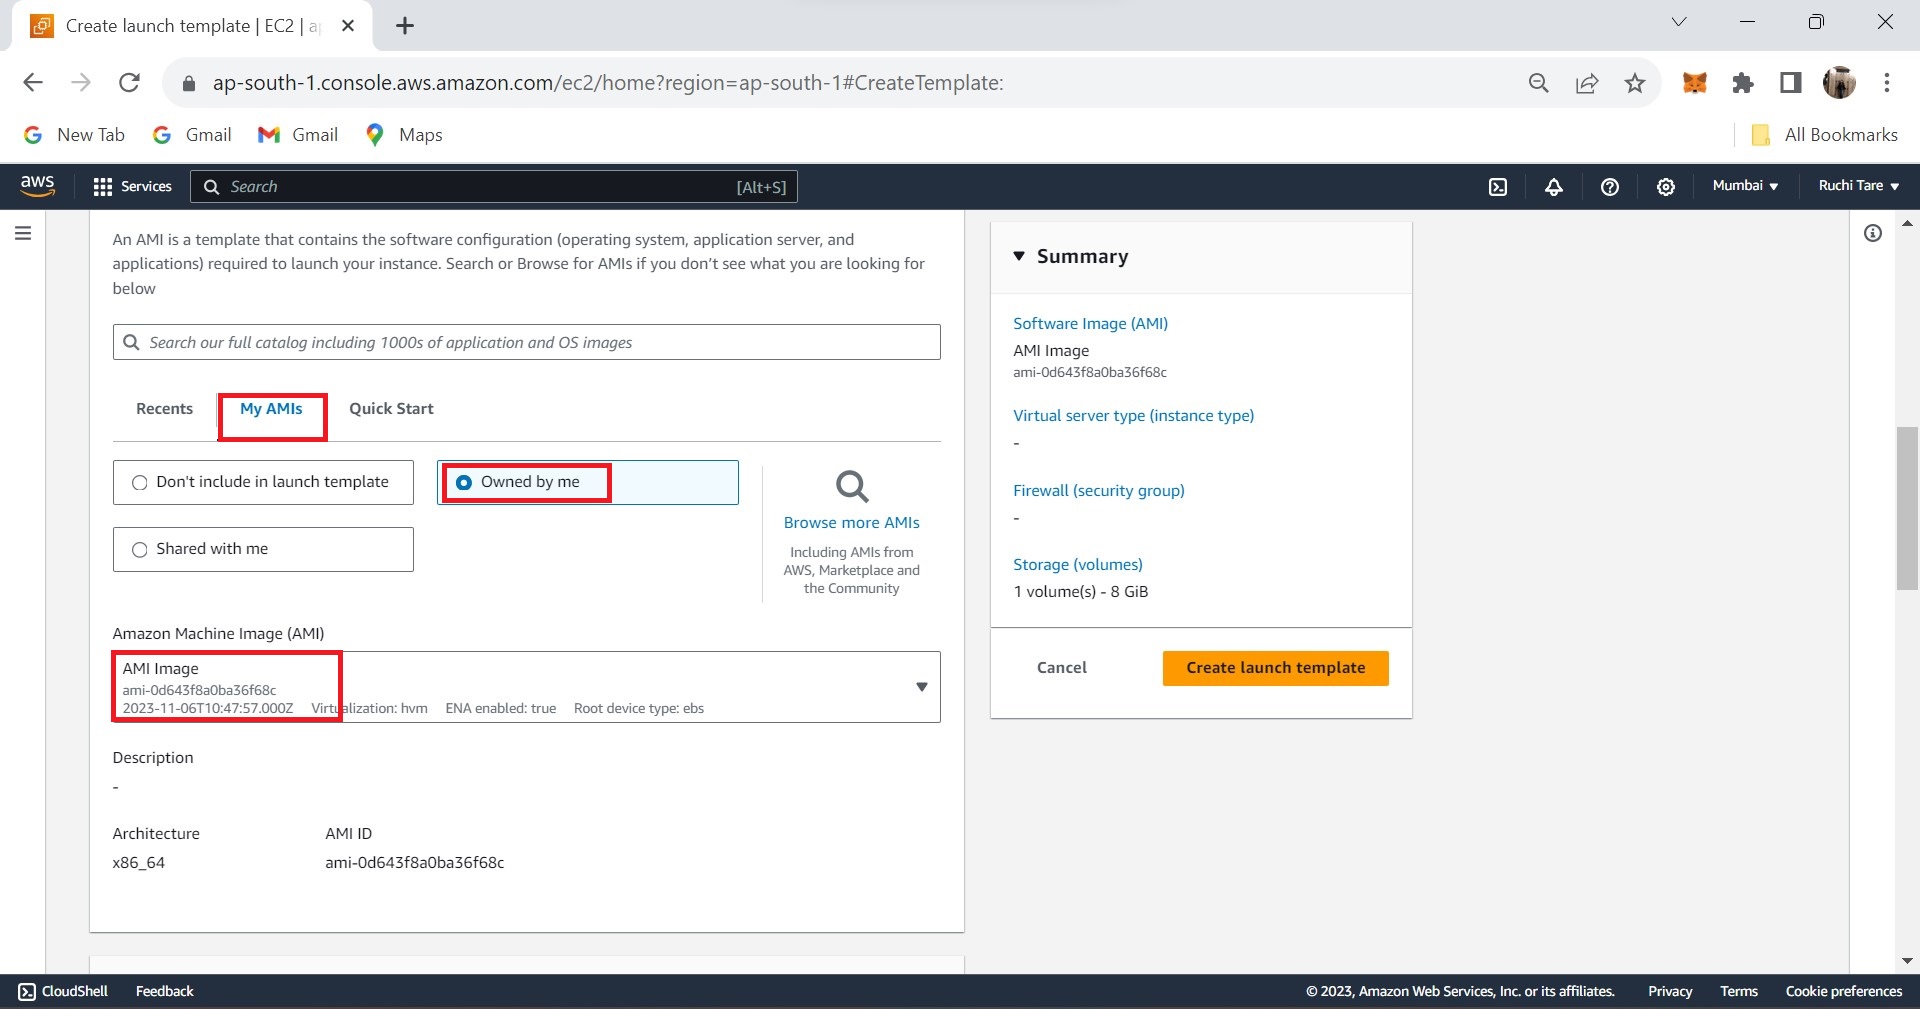 Create launch template | EC2 | a
ap-south-1.console.aws.amazon.com/ec2/home?region=ap-south-1#CreateTemplate:
New Tab
Gmail
Gmail
Maps
All Bookmarks
aws
Services
Search
[Alt+S]
Mumbai
Ruchi Tare
An AMI is a template that contains the software configuration (operating system, application server, and
applications) required to launch your instance. Search or Browse for AMIs if you don’t see what you are looking for
below
Search our full catalog including 1000s of application and OS images
Recents
My AMIs
Quick Start
Don't include in launch template
Owned by me
Shared with me
Browse more AMIs
Including AMIs from
AWS, Marketplace and
the Community
Amazon Machine Image (AMI)
AMI Image
ami-0d643f8a0ba36f68c
2023-11-06T10:47:57.000Z Virtualization: hvm ENA enabled: true Root device type: ebs
Description
-
Architecture
AMI ID
x86_64
ami-0d643f8a0ba36f68c
Summary
Software Image (AMI)
AMI Image
ami-0d643f8a0ba36f68c
Virtual server type (instance type)
-
Firewall (security group)
-
Storage (volumes)
1 volume(s) - 8 GiB
Cancel
Create launch template
CloudShell
Feedback
© 2023, Amazon Web Services, Inc. or its affiliates.
Privacy
Terms
Cookie preferences